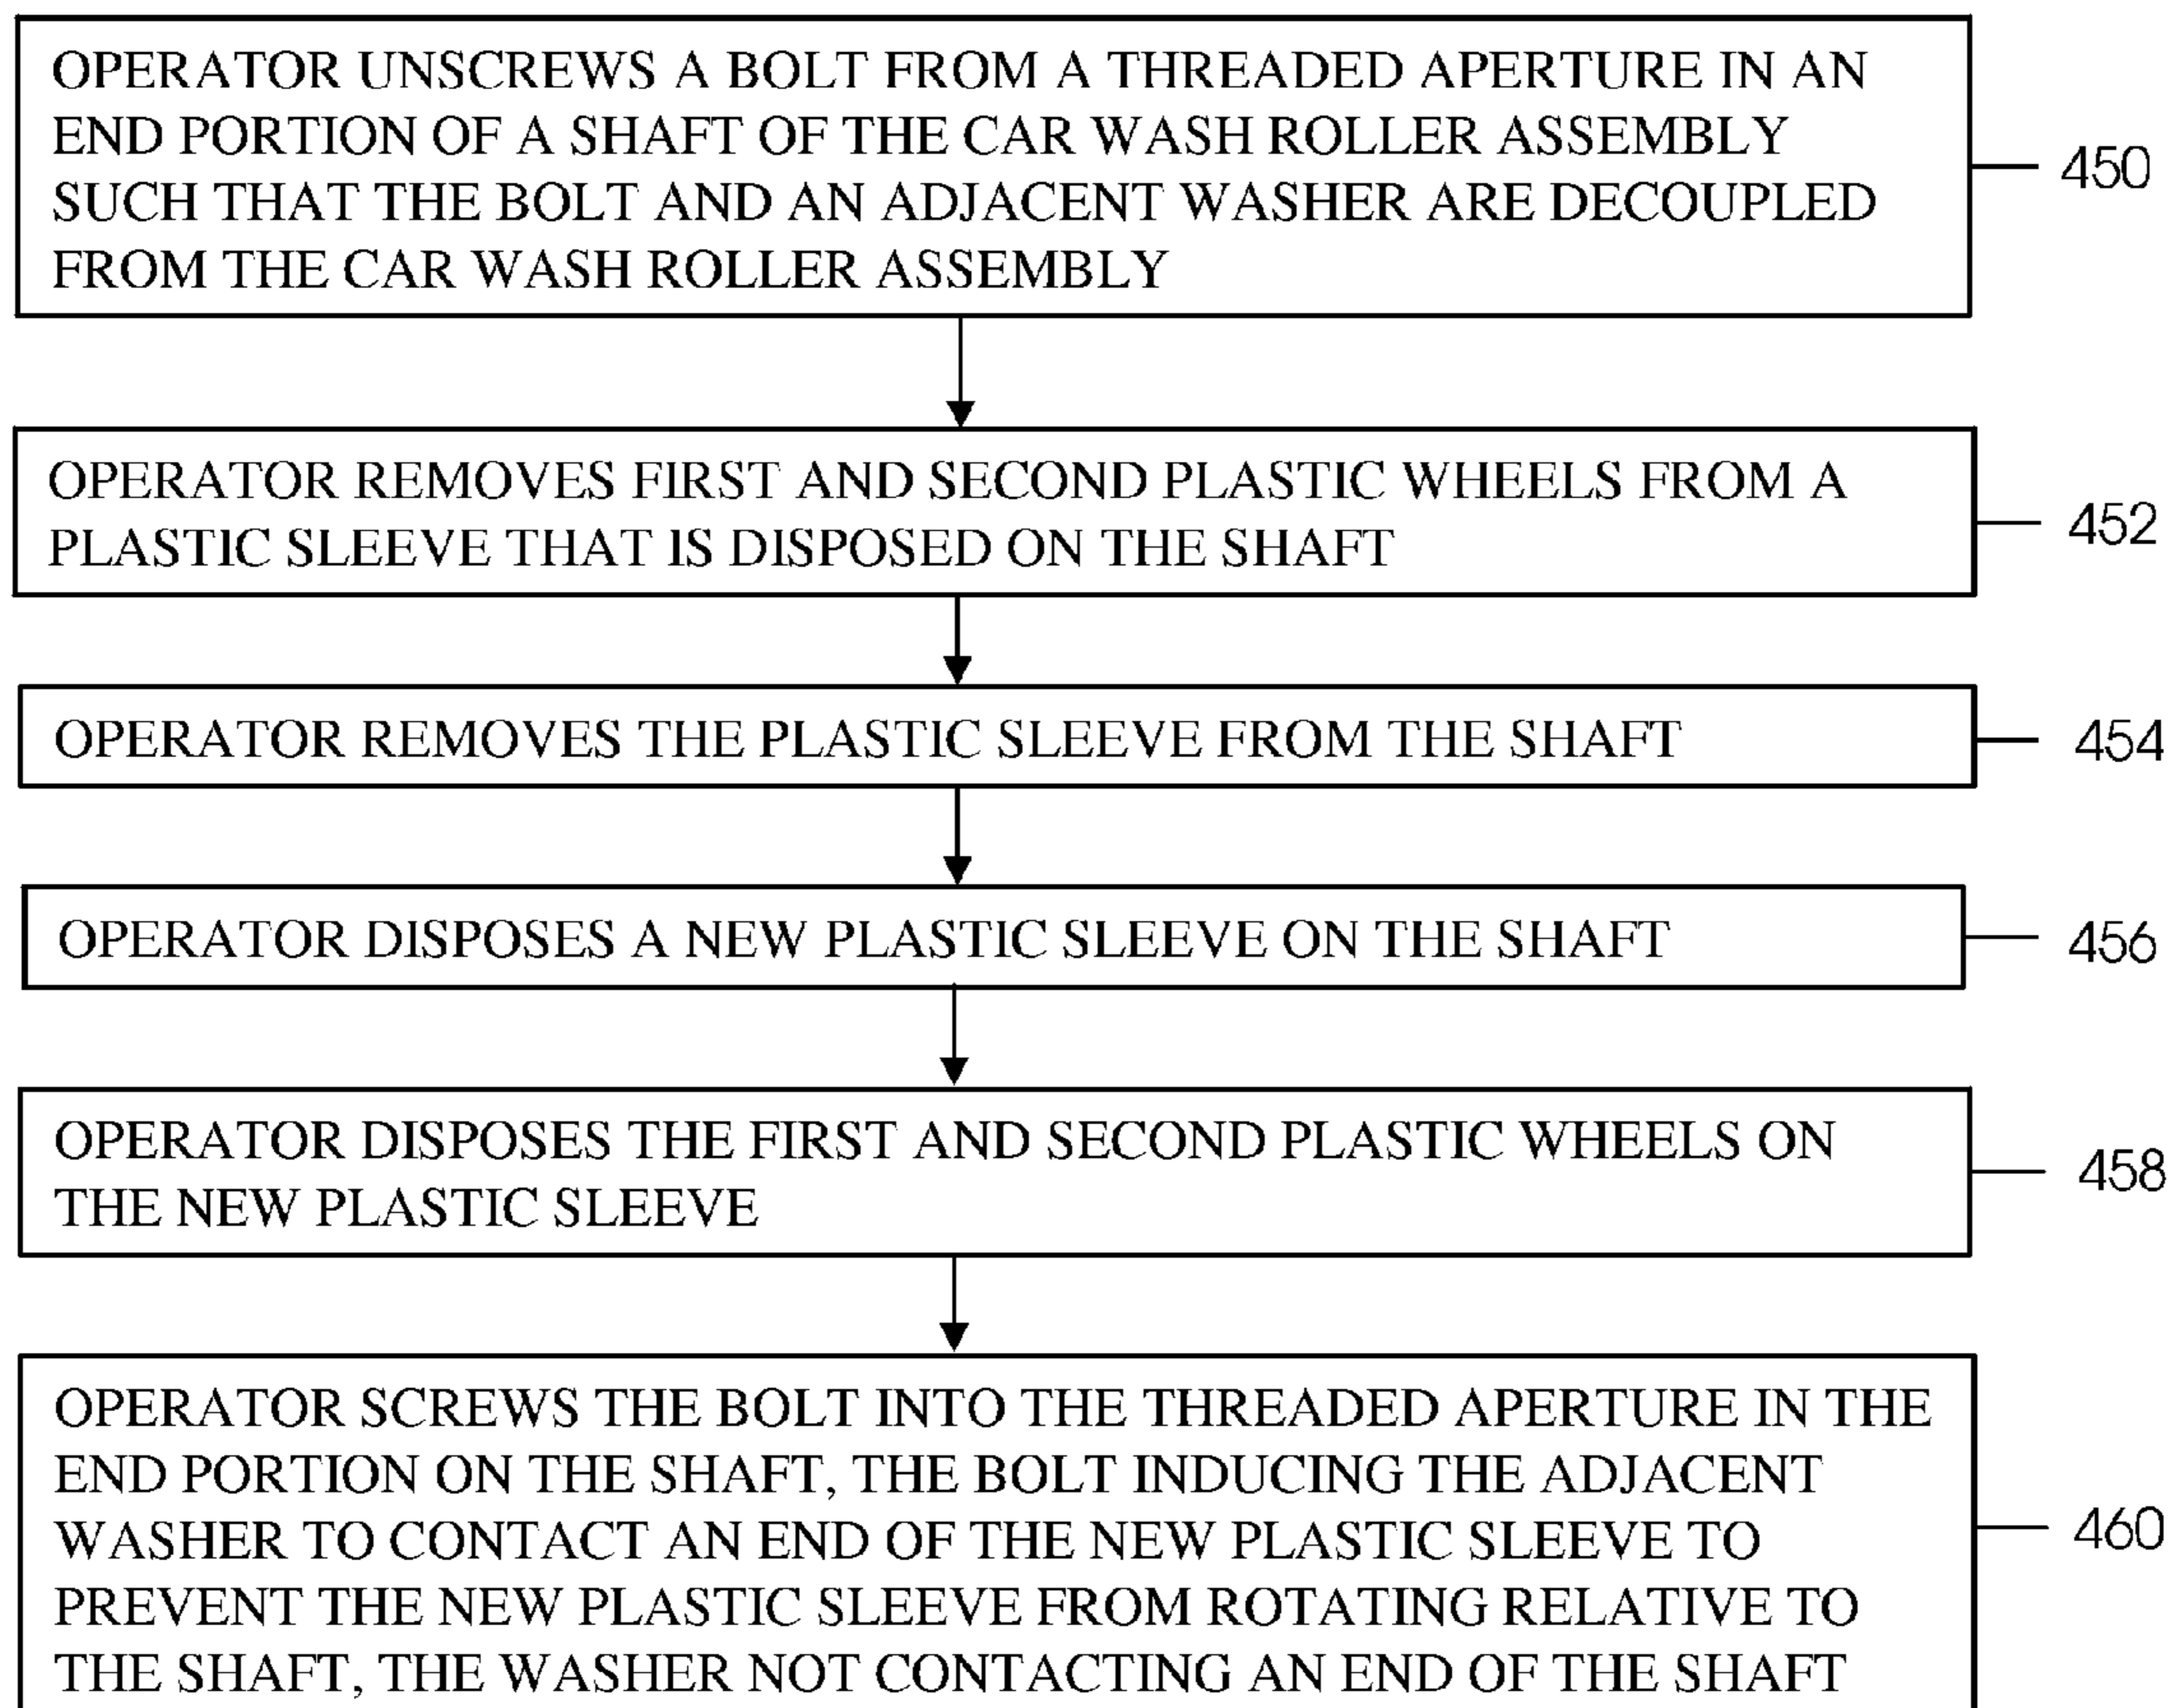 OPERATOR UNSCREWS A BOLT FROM A THREADED APERTURE IN AN
END PORTION OF A SHAFT OF THE CAR WASH ROLLER ASSEMBLY
SUCH THAT THE BOLT AND AN ADJACENT WASHER ARE DECOUPLED
FROM THE CAR WASH ROLLER ASSEMBLY
450
OPERATOR REMOVES FIRST AND SECOND PLASTIC WHEELS FROM A
PLASTIC SLEEVE THAT IS DISPOSED ON THE SHAFT
452
OPERATOR REMOVES THE PLASTIC SLEEVE FROM THE SHAFT
454
OPERATOR DISPOSES A NEW PLASTIC SLEEVE ON THE SHAFT
456
OPERATOR DISPOSES THE FIRST AND SECOND PLASTIC WHEELS ON
THE NEW PLASTIC SLEEVE
458
OPERATOR SCREWS THE BOLT INTO THE THREADED APERTURE IN THE
END PORTION ON THE SHAFT, THE BOLT INDUCING THE ADJACENT
WASHER TO CONTACT AN END OF THE NEW PLASTIC SLEEVE TO
PREVENT THE NEW PLASTIC SLEEVE FROM ROTATING RELATIVE TO
THE SHAFT, THE WASHER NOT CONTACTING AN END OF THE SHAFT
460